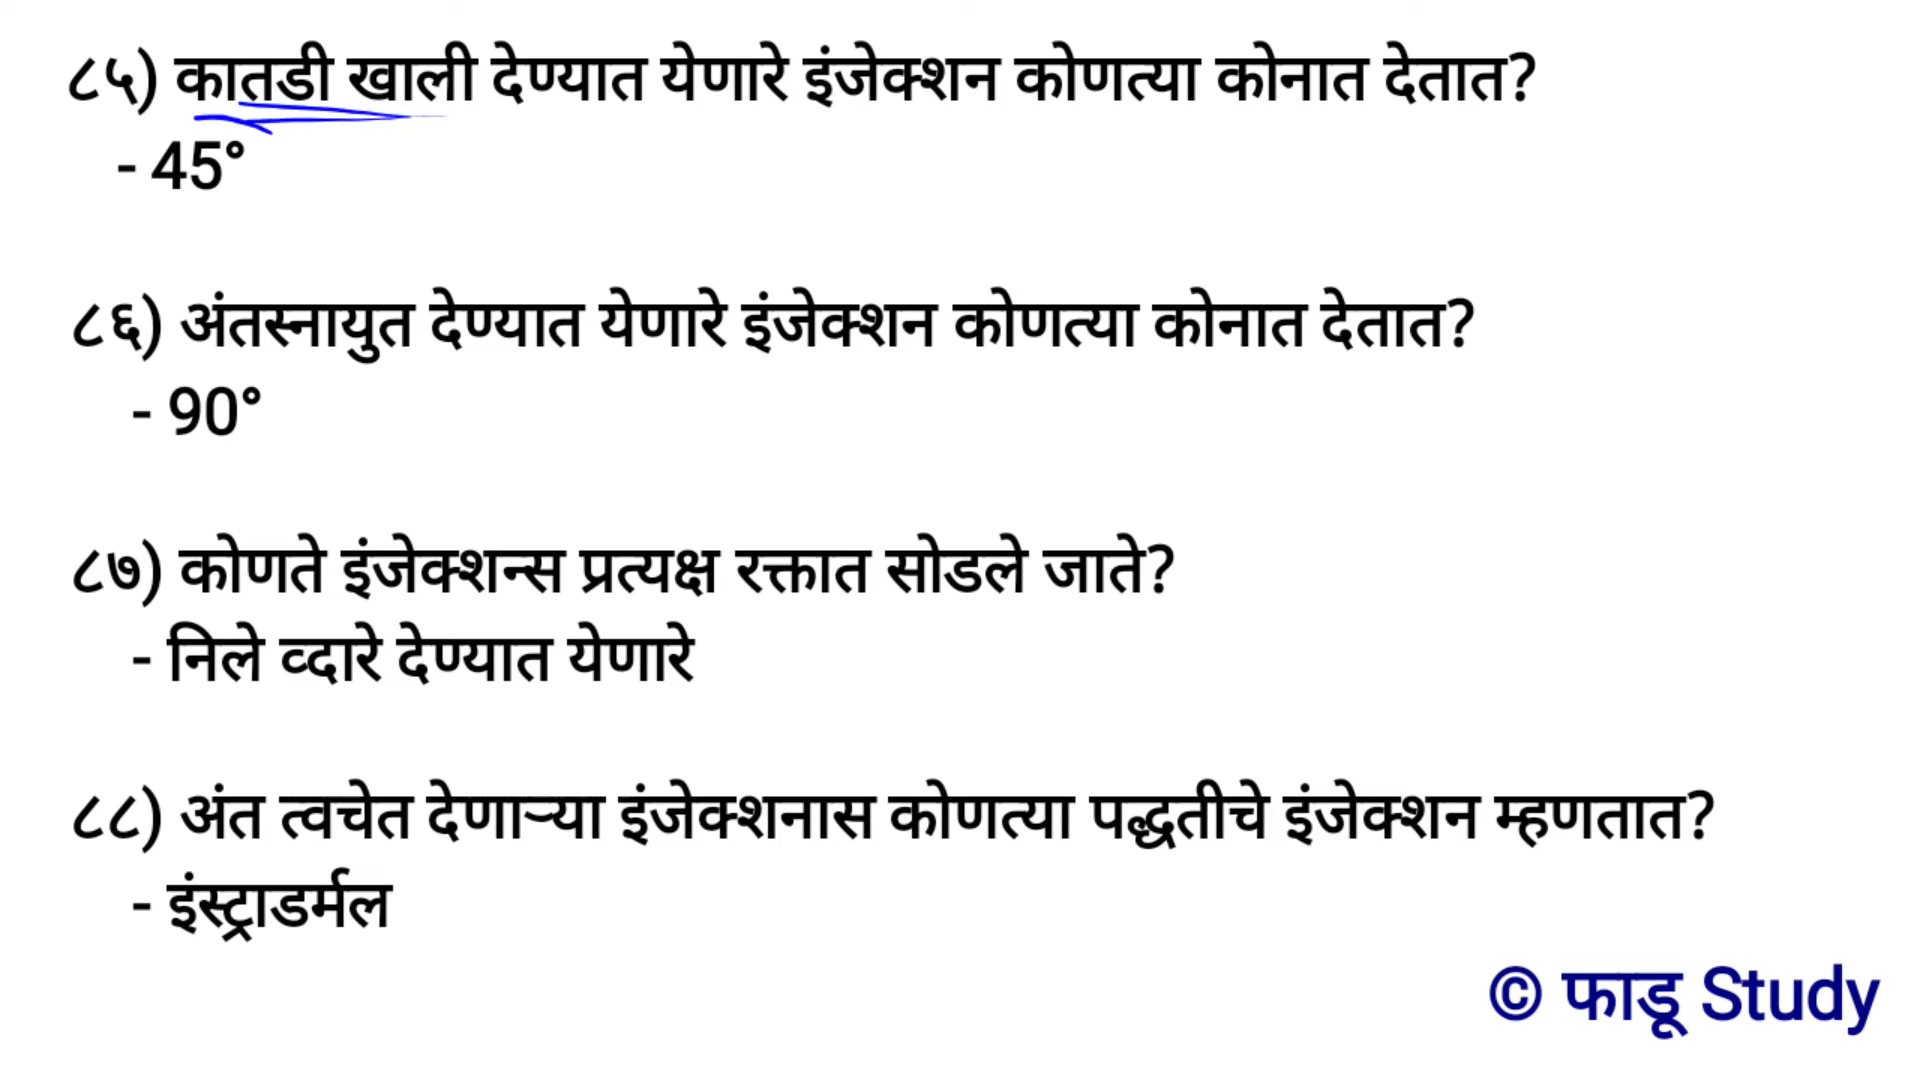 ८५) कातडी खाली देण्यात येणारे इंजेक्शन कोणत्या कोनात देतात?
- 45°
८६) अंतस्नायुत देण्यात येणारे इंजेक्शन कोणत्या कोनात देतात?
- 90°
८७) कोणते इंजेक्शन्स प्रत्यक्ष रक्तात सोडले जाते?
- निले व्दारे देण्यात येणारे
८८) अंत त्वचेत देणाऱ्या इंजेक्शनास कोणत्या पद्धतीचे इंजेक्शन म्हणतात?
- इंस्ट्राडर्मल
© फाडू Study